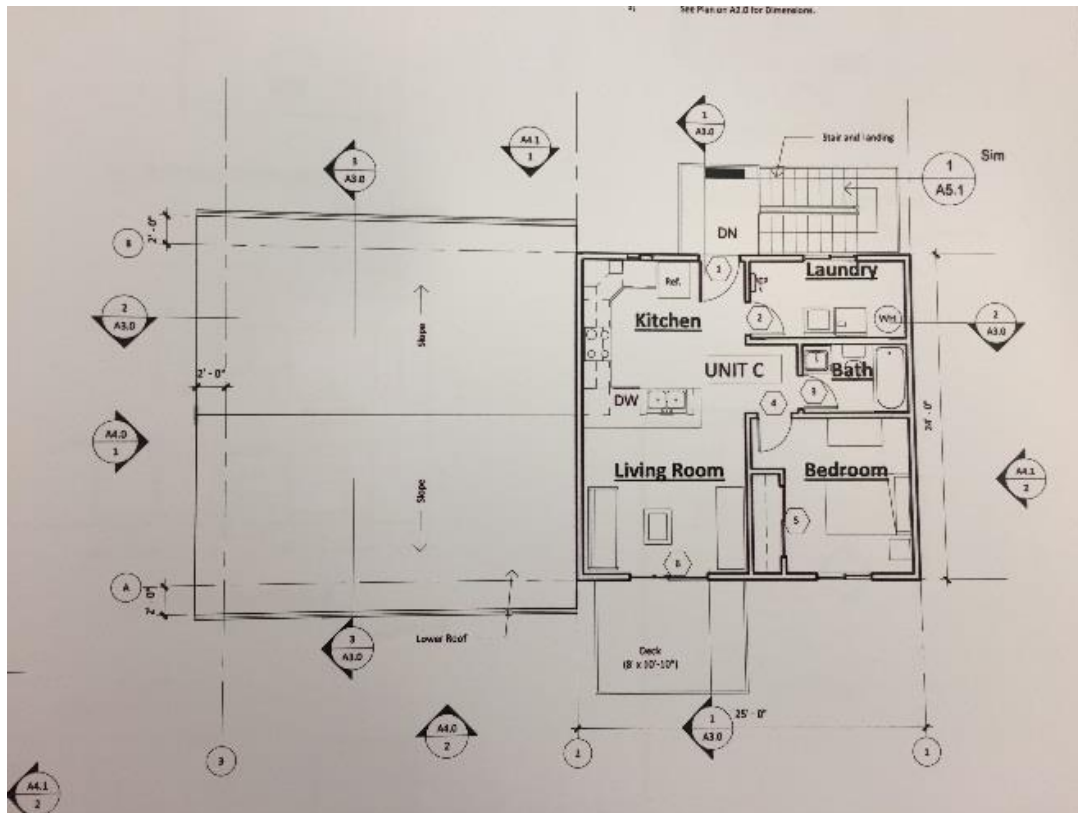 2) See Plan on A2.0 for Dimensions.
1
A3.0
A4.1
1
Stair and landing
1
A5.1
Sim
3
A3.0
B
2' - 0"
DN
1
Laundry
Ref.
2
A3.0
Slope
Kitchen
2
WH
2
A3.0
2' - 0"
UNIT C
Bath
3
4
DW
24' - 0"
A4.0
1
Slope
Living Room
Bedroom
A4.1
2
5
6
A
2' - 0"
3
A3.0
Lower Roof
Deck
(8' x 10'-10")
A4.0
2
1
A3.0
25' - 0"
3
2
1
A4.1
2